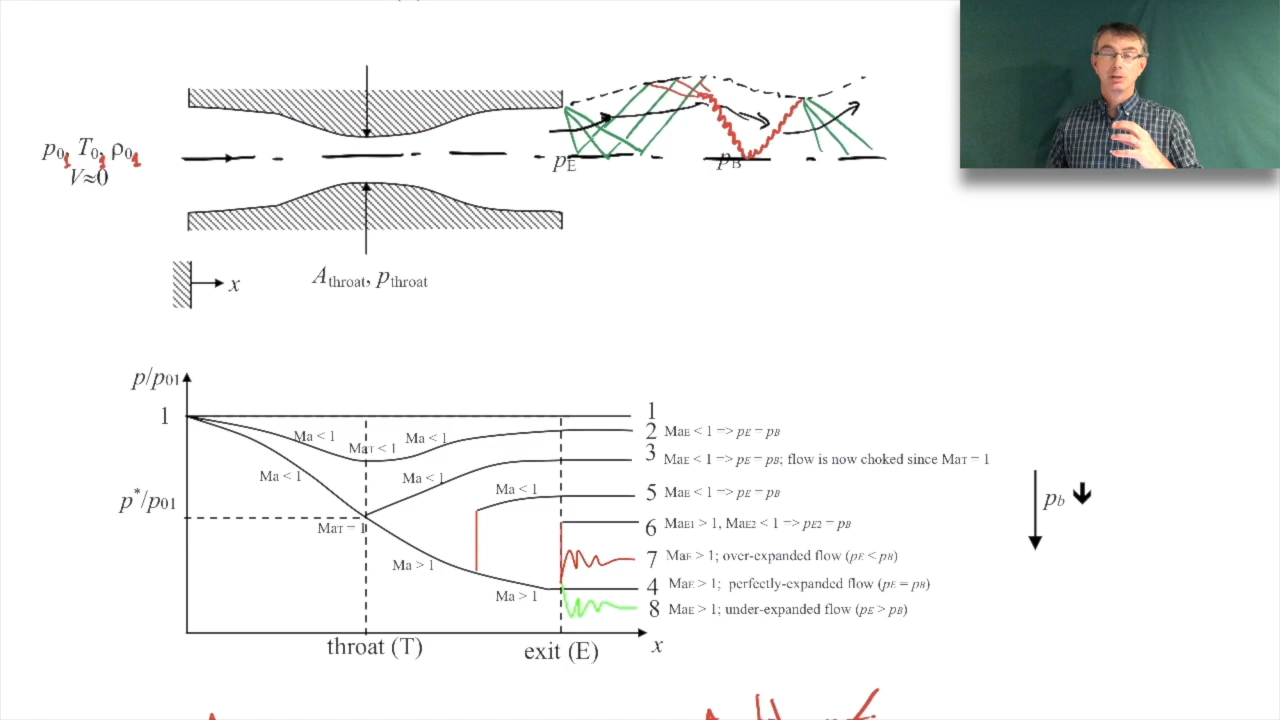 p₀, T₀, ρ₀,
V≈0
pE
pB
x
Athroat, pthroat
p/p01
1
p*/p01
Ma < 1
MaT < 1
Ma < 1
Ma < 1
Ma < 1
MaT = 1
Ma > 1
Ma < 1
Ma > 1
1
2 MaE < 1 => pE = pB
3 MaE < 1 => pE = pB; flow is now choked since MaT = 1
5 MaE < 1 => pE = pB
6 MaE1 > 1, MaE2 < 1 => pE2 = pB
7 MaE > 1; over-expanded flow (pE < pB)
4 MaE > 1; perfectly-expanded flow (pE = pB)
8 MaE > 1; under-expanded flow (pE > pB)
pb
throat (T)
exit (E)
x